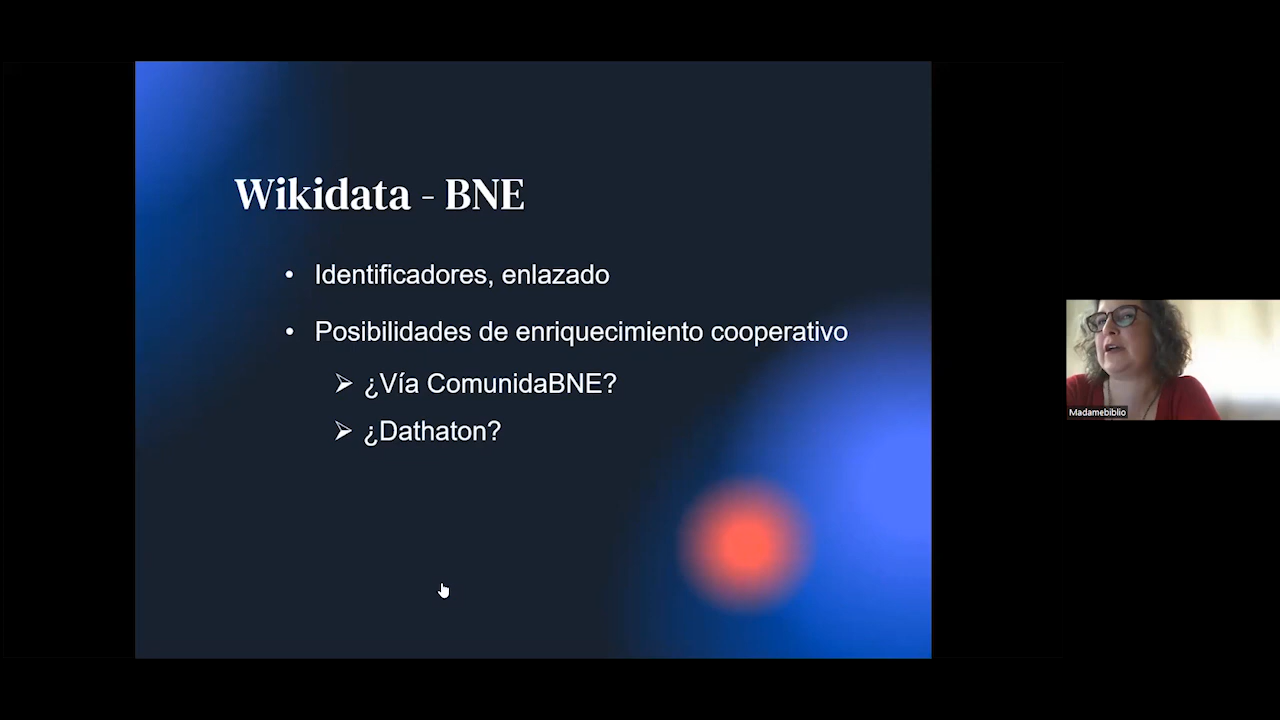 Wikidata - BNE
• Identificadores, enlazado
• Posibilidades de enriquecimiento cooperativo
➢ ¿Vía ComunidaBNE?
➢ ¿Dathaton?
Madamebiblio